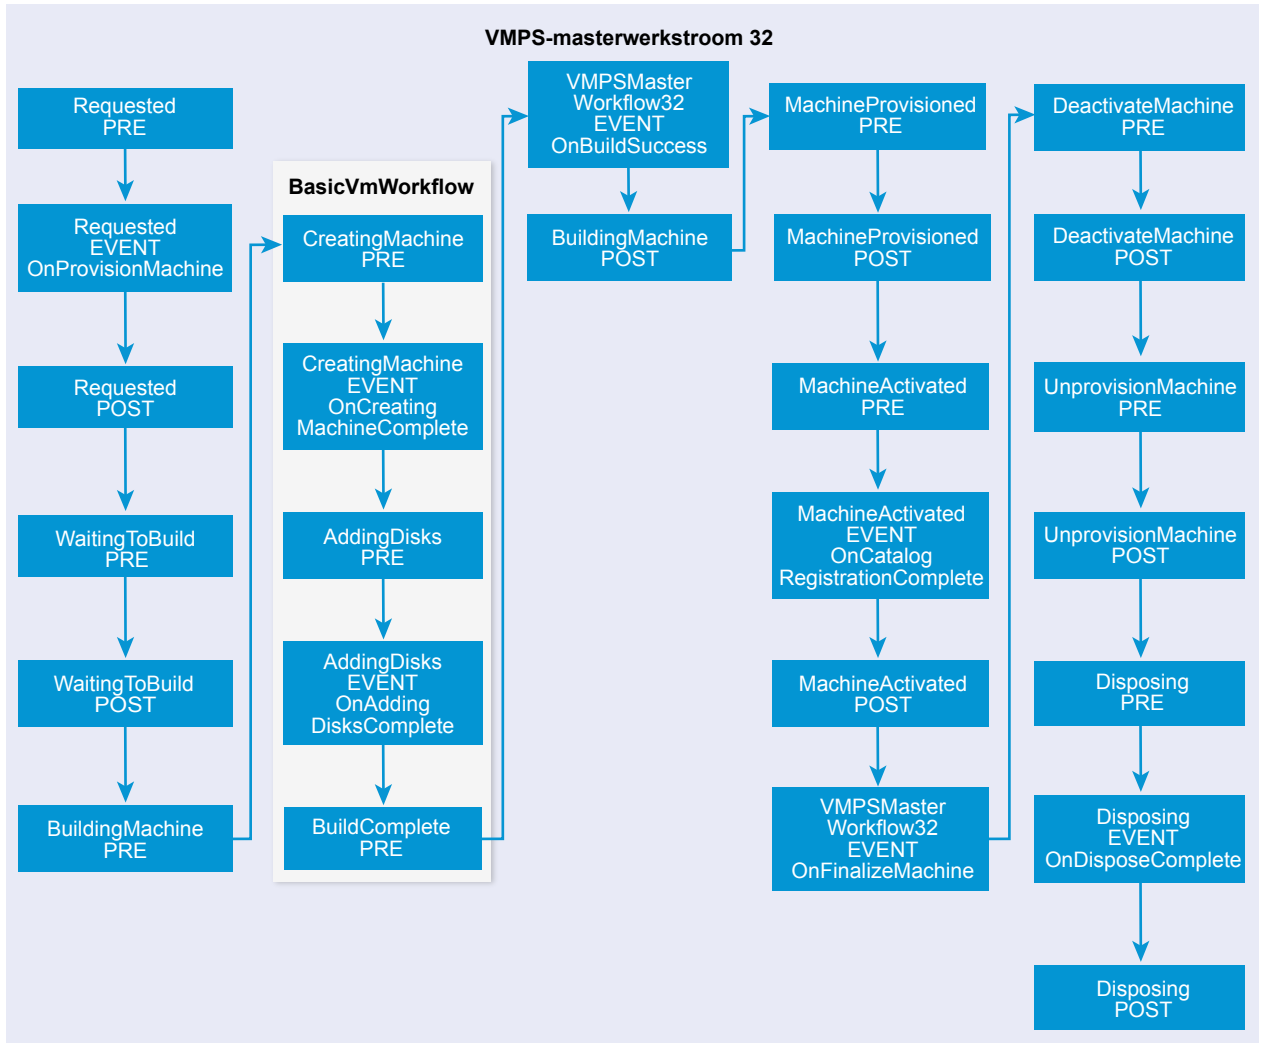 VMPS-masterwerkstroom 32
Requested
PRE
Requested
EVENT
OnProvisionMachine
Requested
POST
WaitingToBuild
PRE
WaitingToBuild
POST
BuildingMachine
PRE
BasicVmWorkflow
CreatingMachine
PRE
CreatingMachine
EVENT
OnCreating
MachineComplete
AddingDisks
PRE
AddingDisks
EVENT
OnAdding
DisksComplete
BuildComplete
PRE
VMPSMaster
Workflow32
EVENT
OnBuildSuccess
BuildingMachine
POST
MachineProvisioned
PRE
MachineProvisioned
POST
MachineActivated
PRE
MachineActivated
EVENT
OnCatalog
RegistrationComplete
MachineActivated
POST
VMPSMaster
Workflow32
EVENT
OnFinalizeMachine
DeactivateMachine
PRE
DeactivateMachine
POST
UnprovisionMachine
PRE
UnprovisionMachine
POST
Disposing
PRE
Disposing
EVENT
OnDisposeComplete
Disposing
POST